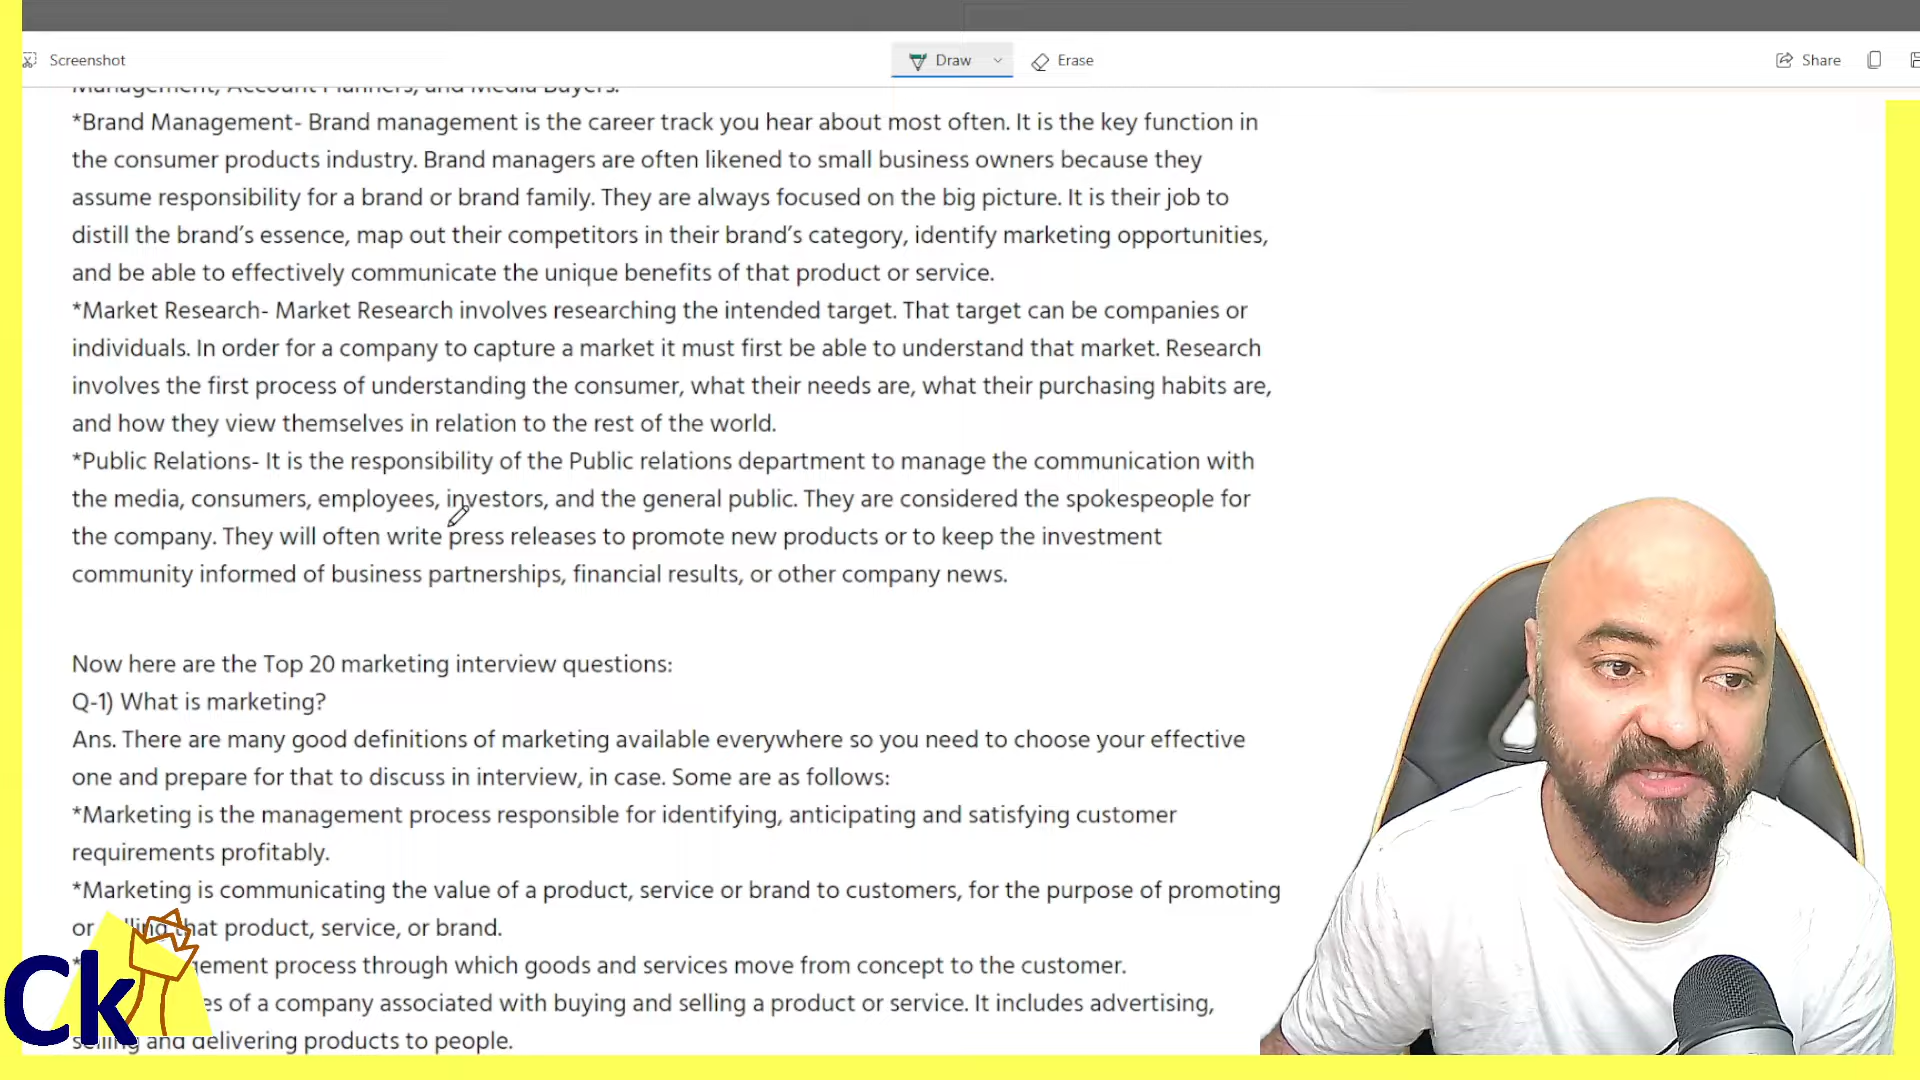 Screenshot
Draw
Erase
Share
Management, Account Planners, and Media Buyers.
*Brand Management- Brand management is the career track you hear about most often. It is the key function in
the consumer products industry. Brand managers are often likened to small business owners because they
assume responsibility for a brand or brand family. They are always focused on the big picture. It is their job to
distill the brand’s essence, map out their competitors in their brand’s category, identify marketing opportunities,
and be able to effectively communicate the unique benefits of that product or service.
*Market Research- Market Research involves researching the intended target. That target can be companies or
individuals. In order for a company to capture a market it must first be able to understand that market. Research
involves the first process of understanding the consumer, what their needs are, what their purchasing habits are,
and how they view themselves in relation to the rest of the world.
*Public Relations- It is the responsibility of the Public relations department to manage the communication with
the media, consumers, employees, investors, and the general public. They are considered the spokespeople for
the company. They will often write press releases to promote new products or to keep the investment
community informed of business partnerships, financial results, or other company news.
Now here are the Top 20 marketing interview questions:
Q-1) What is marketing?
Ans. There are many good definitions of marketing available everywhere so you need to choose your effective
one and prepare for that to discuss in interview, in case. Some are as follows:
*Marketing is the management process responsible for identifying, anticipating and satisfying customer
requirements profitably.
*Marketing is communicating the value of a product, service or brand to customers, for the purpose of promoting
or selling that product, service, or brand.
process through which goods and services move from concept to the customer.
of a company associated with buying and selling a product or service. It includes advertising,
selling and delivering products to people.
Ck